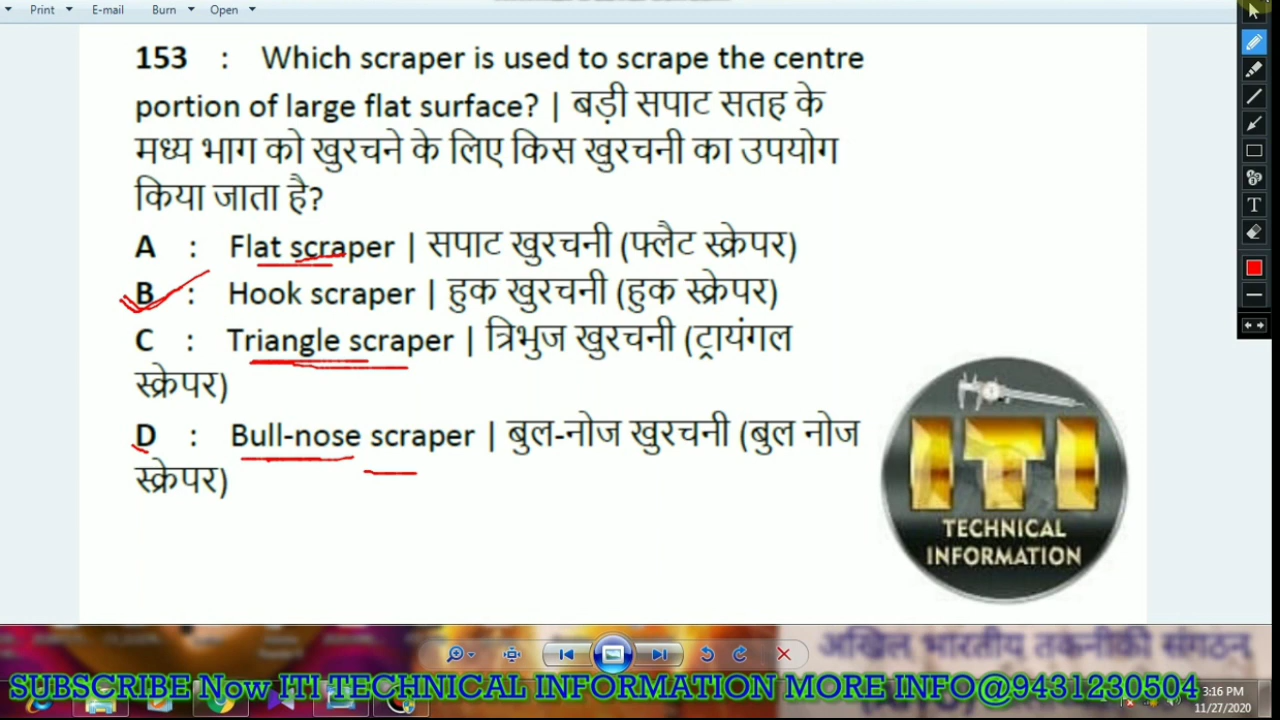 Print E-mail Burn Open
153 : Which scraper is used to scrape the centre
portion of large flat surface? | बड़ी सपाट सतह के
मध्य भाग को खुरचने के लिए किस खुरचनी का उपयोग
किया जाता है?
A : Flat scraper | सपाट खुरचनी (फ्लैट स्क्रेपर)
B : Hook scraper | हुक खुरचनी (हुक स्क्रेपर)
C : Triangle scraper | त्रिभुज खुरचनी (ट्रायंगल
स्क्रेपर)
D : Bull-nose scraper | बुल-नोज खुरचनी (बुल नोज
स्क्रेपर)
ITI
TECHNICAL
INFORMATION
अखिल भारतीय तकनीकी संगठन
SUBSCRIBE Now ITI TECHNICAL INFORMATION MORE INFO@9431230504
3:16 PM
11/27/2020